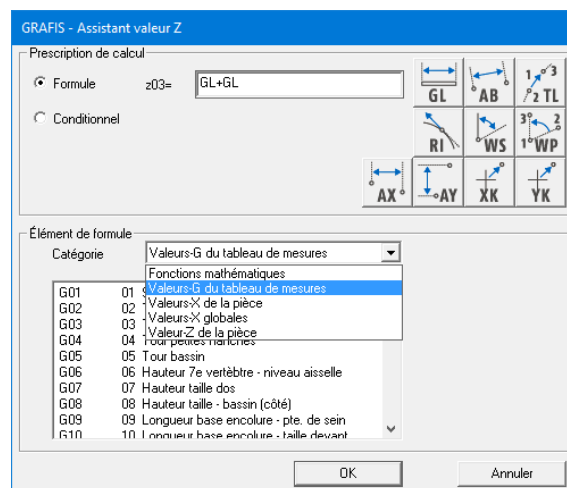 GRAFIS - Assistant valeur Z
Prescription de calcul
Formule z03= GL+GL
Conditionnel
GL AB 1 3 2 TL
RI WS 3 2 1 WP
AX AY XK YK
Élément de formule
Catégorie Valeurs-G du tableau de mesures
Fonctions mathématiques
Valeurs-G du tableau de mesures
Valeurs-X de la pièce
Valeurs-X globales
Valeur-Z de la pièce
G01 01
G02 02
G03 03
G04 04
G05 05 Tour bassin
G06 06 Hauteur 7e vertèbtre - niveau aisselle
G07 07 Hauteur taille dos
G08 08 Hauteur taille - bassin (côté)
G09 09 Longueur base encolure - pte. de sein
G10 10 Longueur base encolure - taille devant
OK Annuler